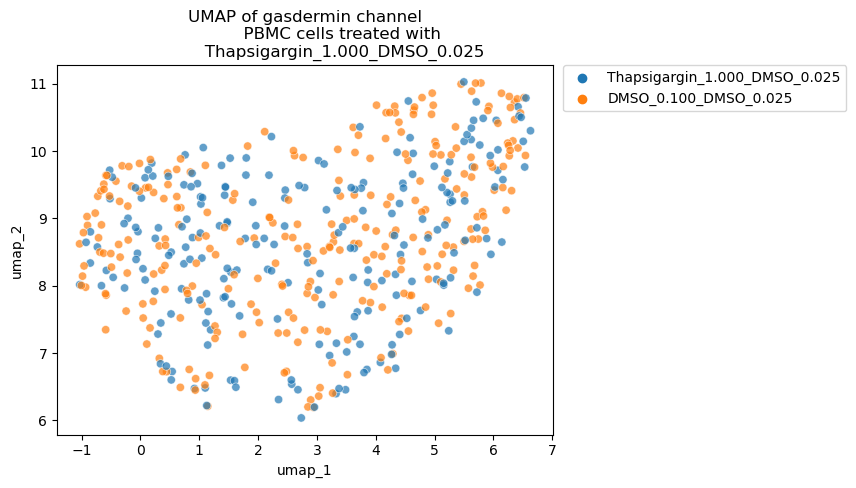 UMAP of gasdermin channel
PBMC cells treated with
Thapsigargin_1.000_DMSO_0.025
Thapsigargin_1.000_DMSO_0.025
DMSO_0.100_DMSO_0.025
umap_2
11
10
9
8
7
6
−1 0 1 2 3 4 5 6 7
umap_1